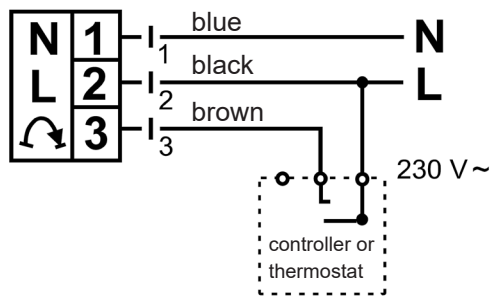 N 1 1 blue N
L 2 2 black L
3 3 brown
230 V ~
controller or
thermostat